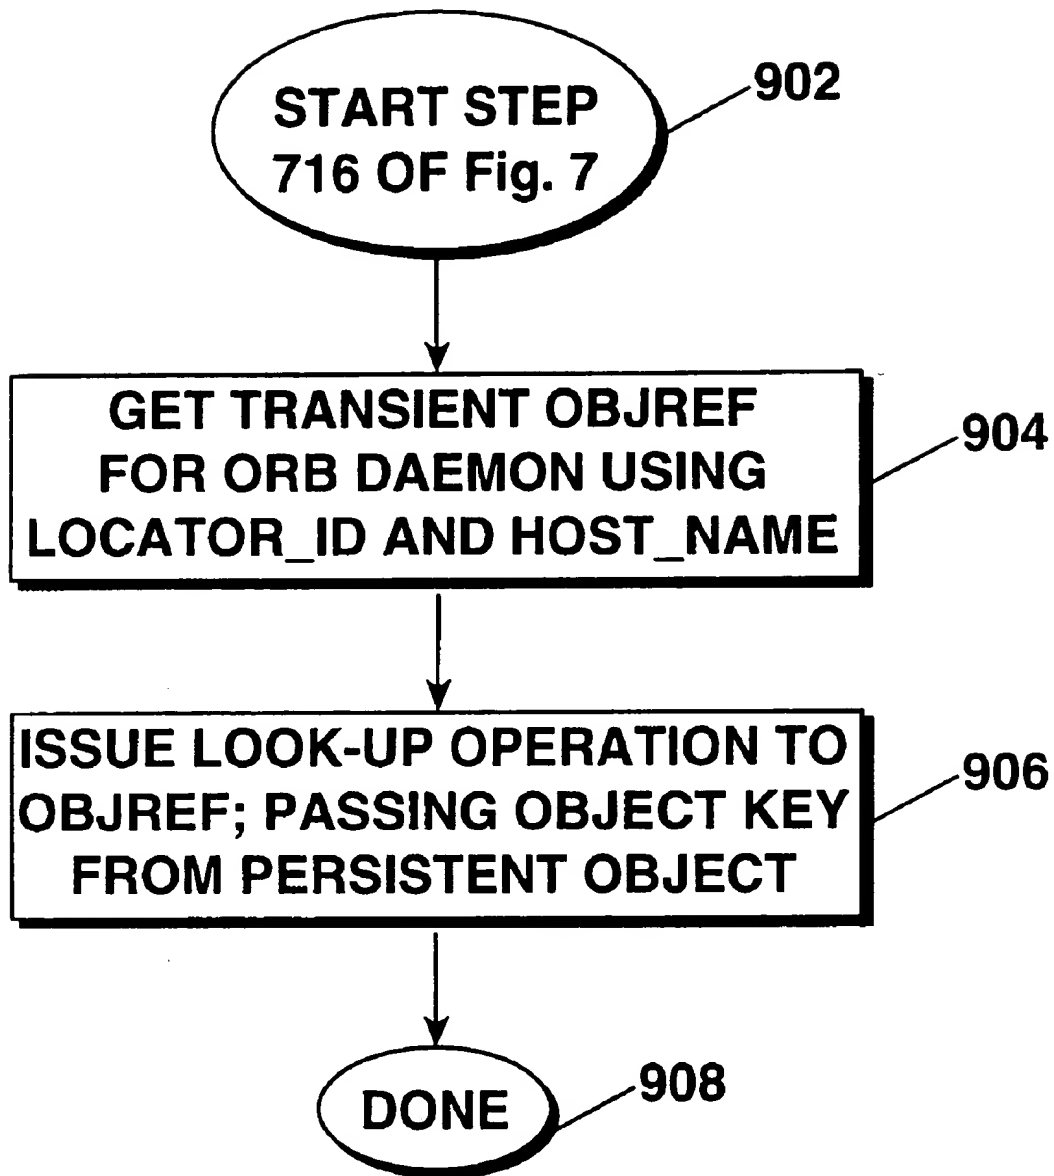 START STEP
716 OF Fig. 7
902
GET TRANSIENT OBJREF
FOR ORB DAEMON USING
LOCATOR_ID AND HOST_NAME
904
ISSUE LOOK-UP OPERATION TO
OBJREF; PASSING OBJECT KEY
FROM PERSISTENT OBJECT
906
DONE
908